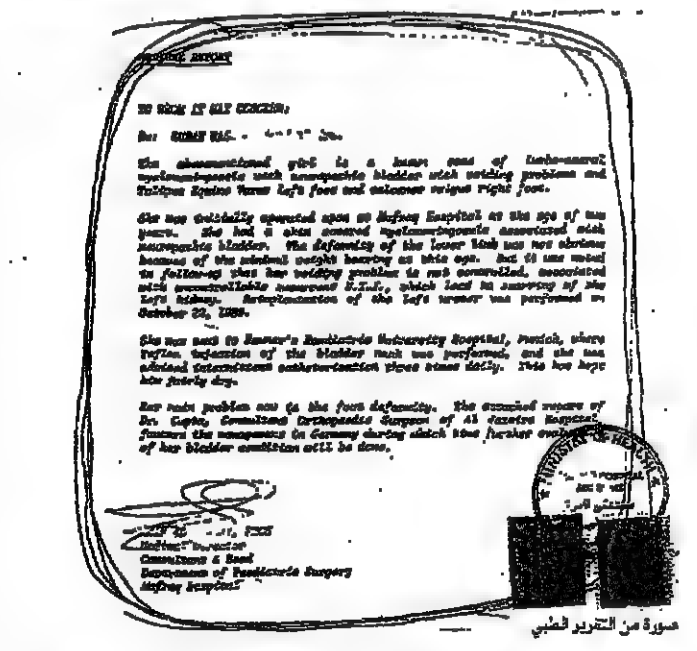 REPORT
TO WHOM IT MAY CONCERN:
Re:
The abovementioned girl is a known case of lumbo-sacral
myelomeningocele with neuropathic bladder with voiding problems and
Talipes Equino Varus left foot and calcaneo valgus right foot.
She was initially operated upon at Mafraq Hospital at the age of two
years. She had a skin covered myelomeningocele associated with
neuropathic bladder. The deformity of the lower limb was not obvious
because of the minimal weight bearing at this age. But it was noted
in follow-up that her voiding problem is not controlled, associated
with uncontrollable recurrent U.T.I., which lead to scarring of the
left kidney. Reimplantation of the left ureter was performed on
October 22,
She was sent to Paediatric University Hospital, Munich, where
Teflon injection of the bladder neck was performed, and she was
advised intermittent catheterisation three times daily. This has kept
him fairly dry.
Her main problem now is the foot deformity. The attached report of
Dr. Gupta, Consultant Orthopaedic Surgeon of Al Jazeira Hospital,
favours the management in Germany during which time further
of her bladder condition will be done.
MINISTRY OF HEALTH
Medical Director
Consultant & Head
Department of Paediatric Surgery
Mafraq Hospital
صورة من التقرير الطبي